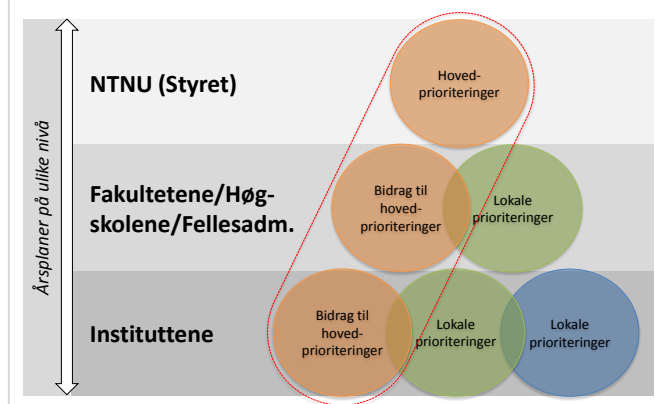 Årsplaner på ulike nivå
NTNU (Styret)
Hoved-
prioriteringer
Fakultetene/Høg-
skolene/Fellesadm.
Bidrag til
hoved-
prioriteringer
Lokale
prioriteringer
Instituttene
Bidrag til
hoved-
prioriteringer
Lokale
prioriteringer
Lokale
prioriteringer